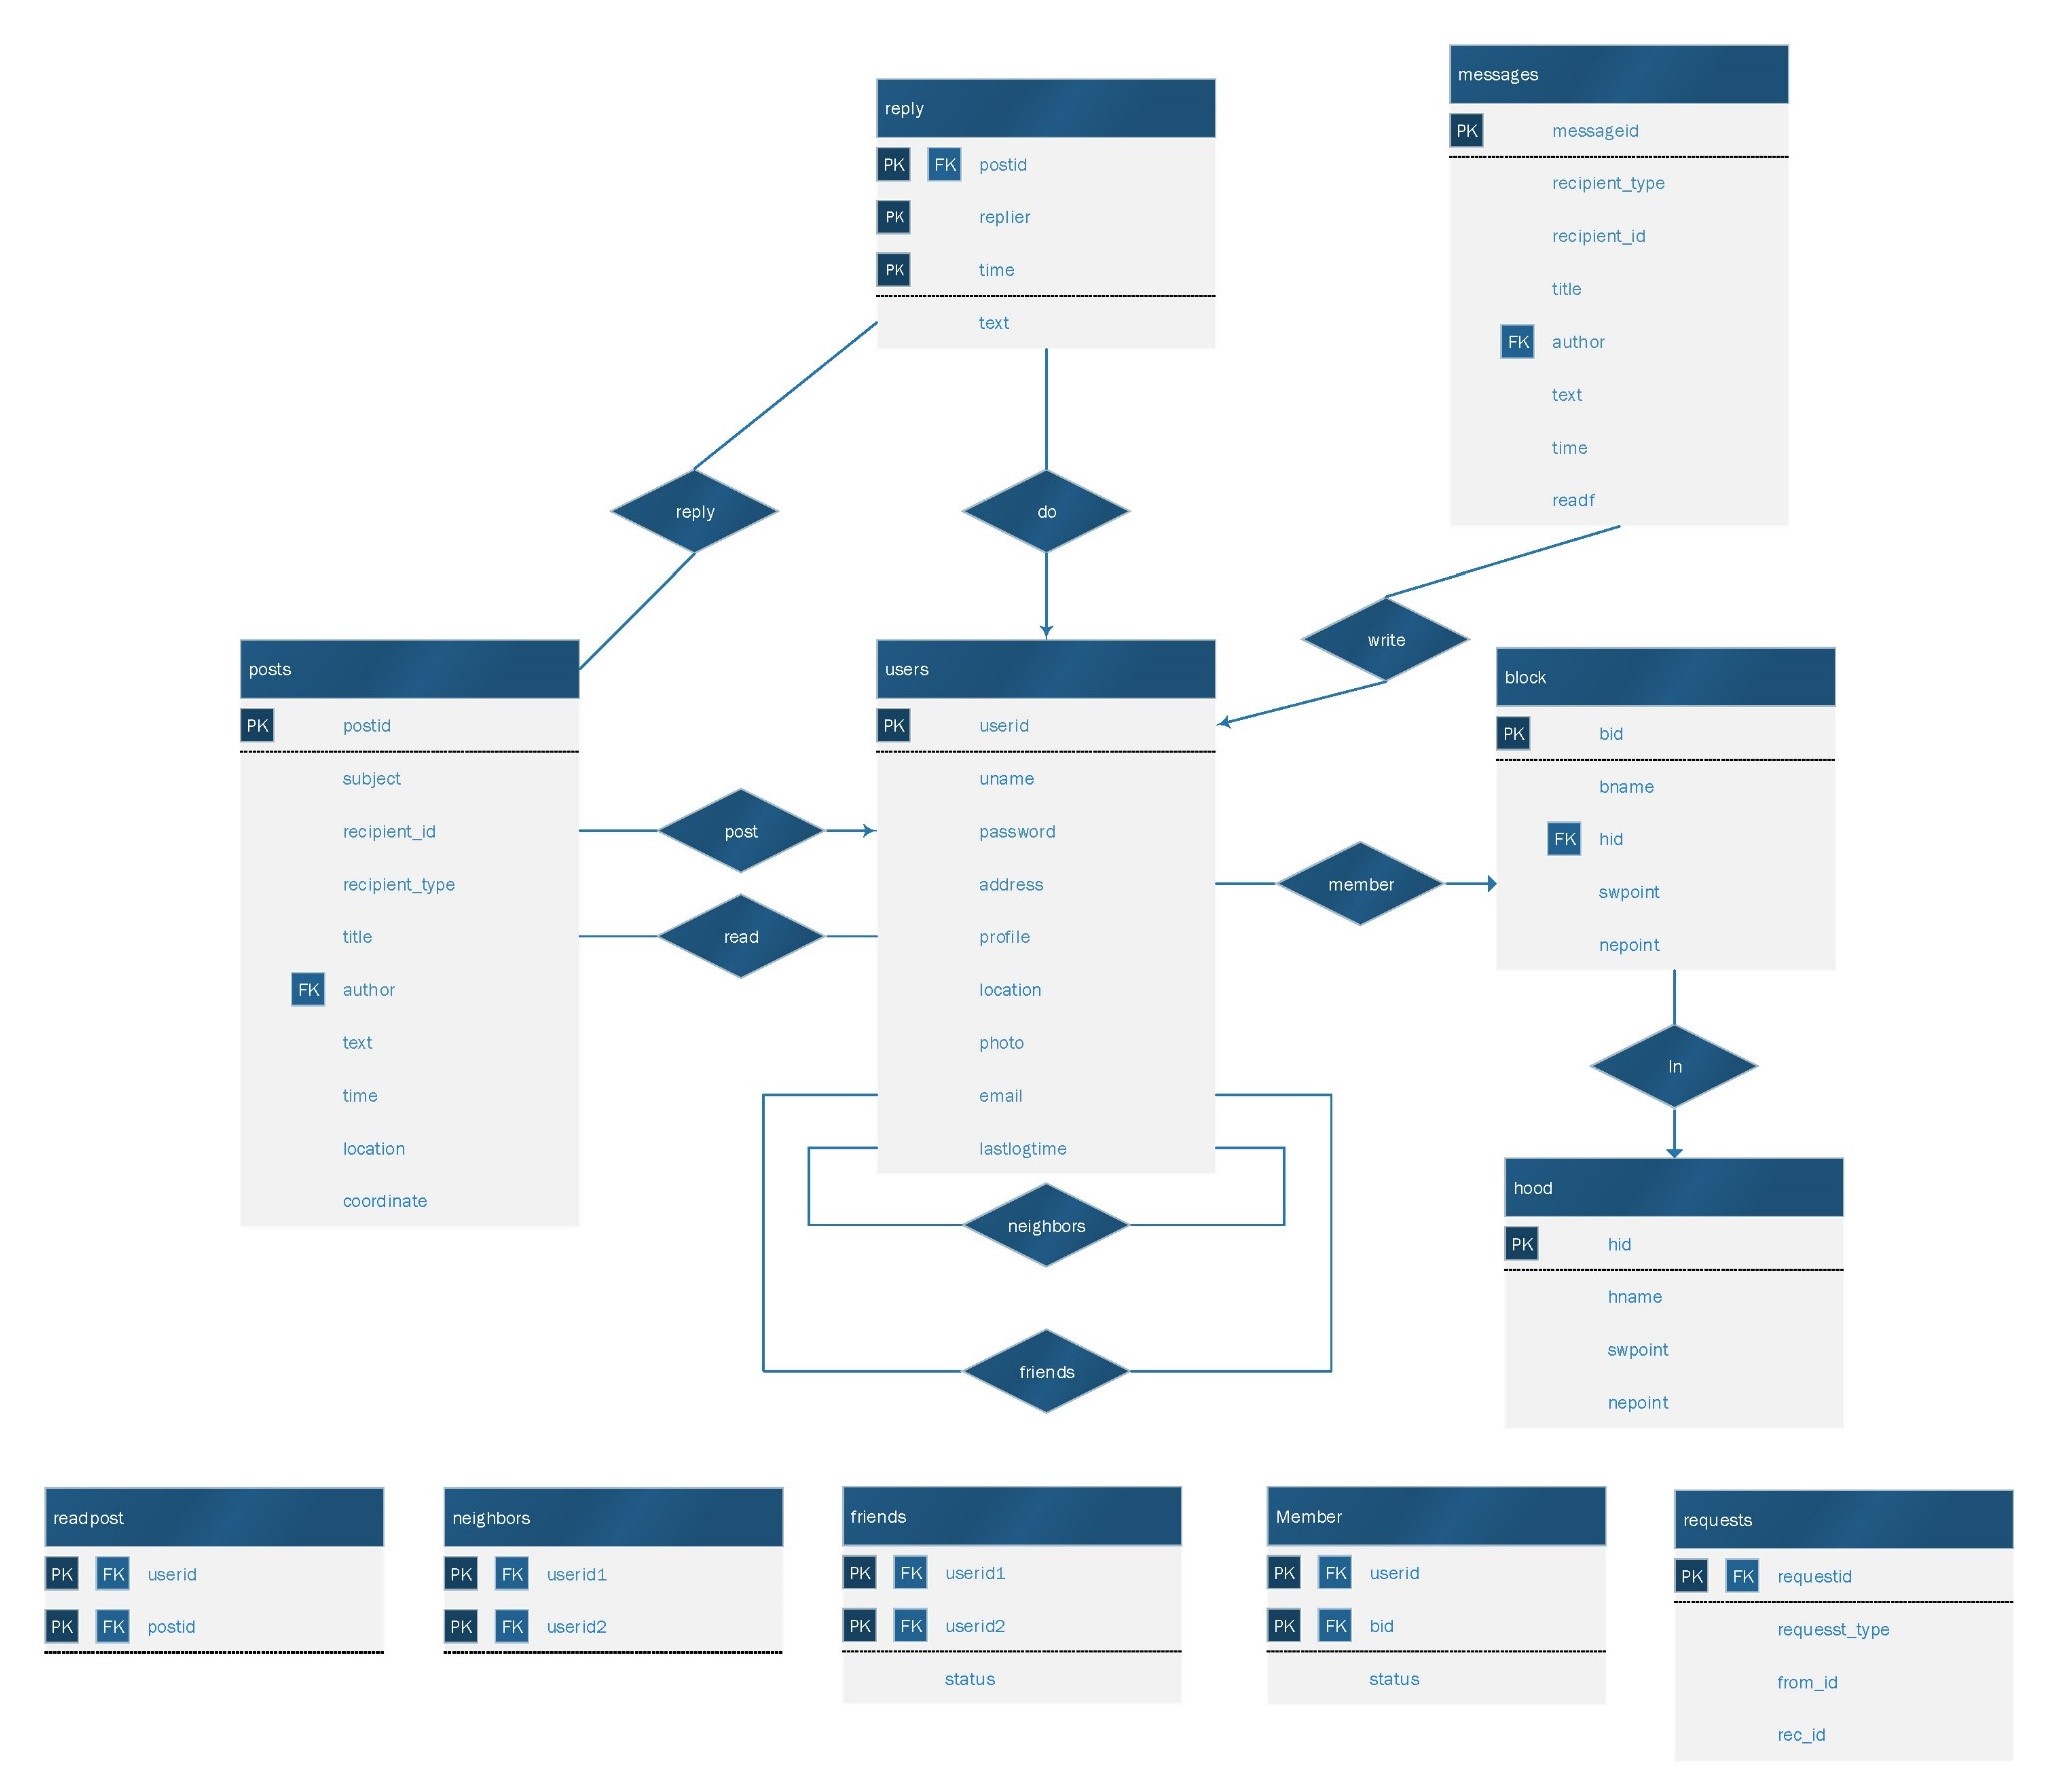 messages
PK messageid
recipient_type
recipient_id
title
FK author
text
time
readf
reply
PK FK postid
PK replier
PK time
text
reply
do
write
posts
PK postid
subject
recipient_id
recipient_type
title
FK author
text
time
location
coordinate
post
read
users
PK userid
uname
password
address
profile
location
photo
email
lastlogtime
neighbors
friends
member
block
PK bid
bname
FK hid
swpoint
nepoint
In
hood
PK hid
hname
swpoint
nepoint
readpost
PK FK userid
PK FK postid
neighbors
PK FK userid1
PK FK userid2
friends
PK FK userid1
PK FK userid2
status
Member
PK FK userid
PK FK bid
status
requests
PK FK requestid
requesst_type
from_id
rec_id